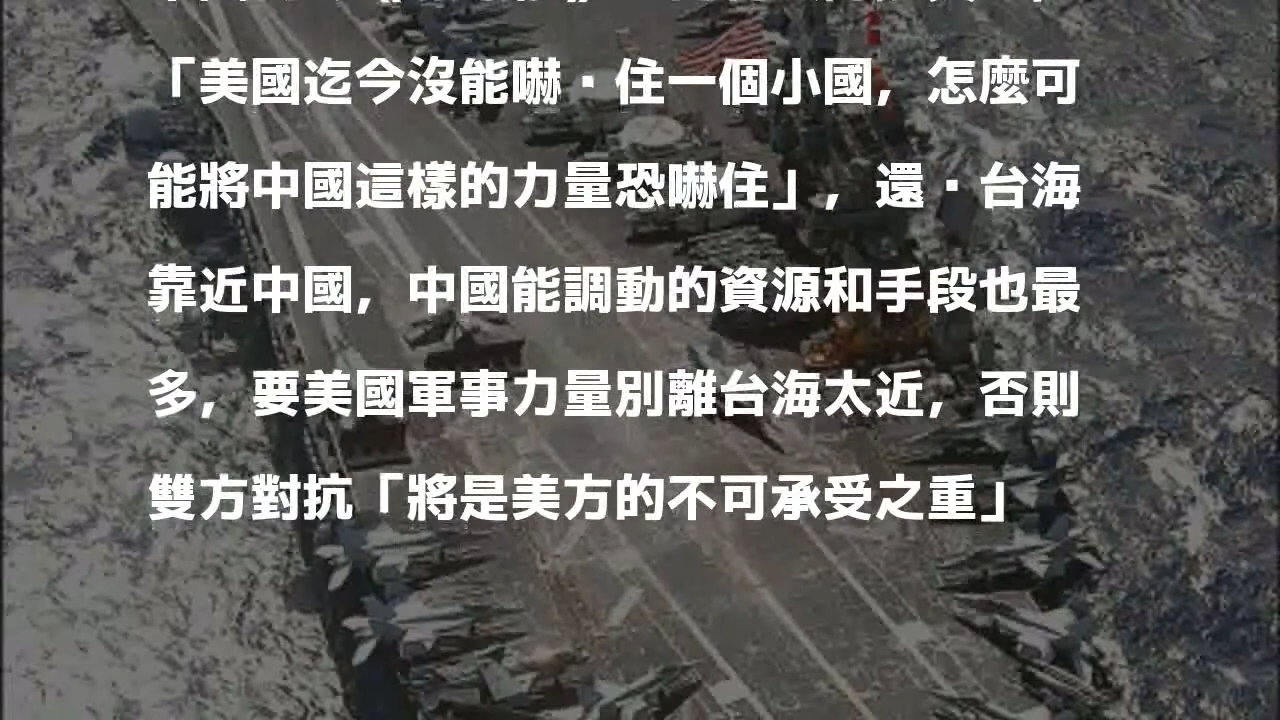 「美國迄今沒能嚇·住一個小國，怎麼可
能將中國這樣的力量恐嚇住」，還·台海
靠近中國，中國能調動的資源和手段也最
多，要美國軍事力量別離台海太近，否則
雙方對抗「將是美方的不可承受之重」